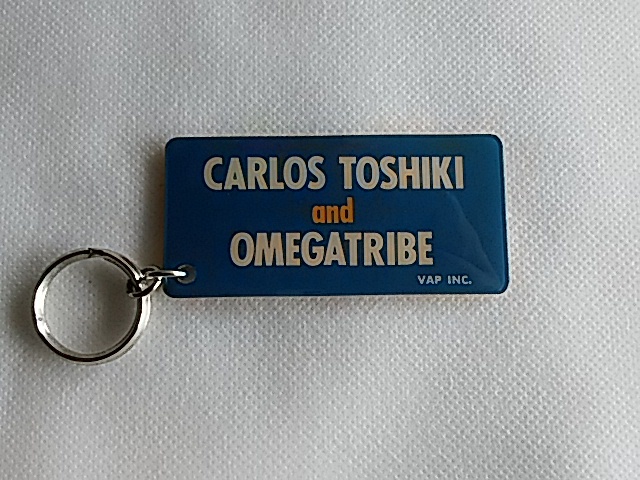 CARLOS TOSHIKI
and
OMEGATRIBE
VAP INC.